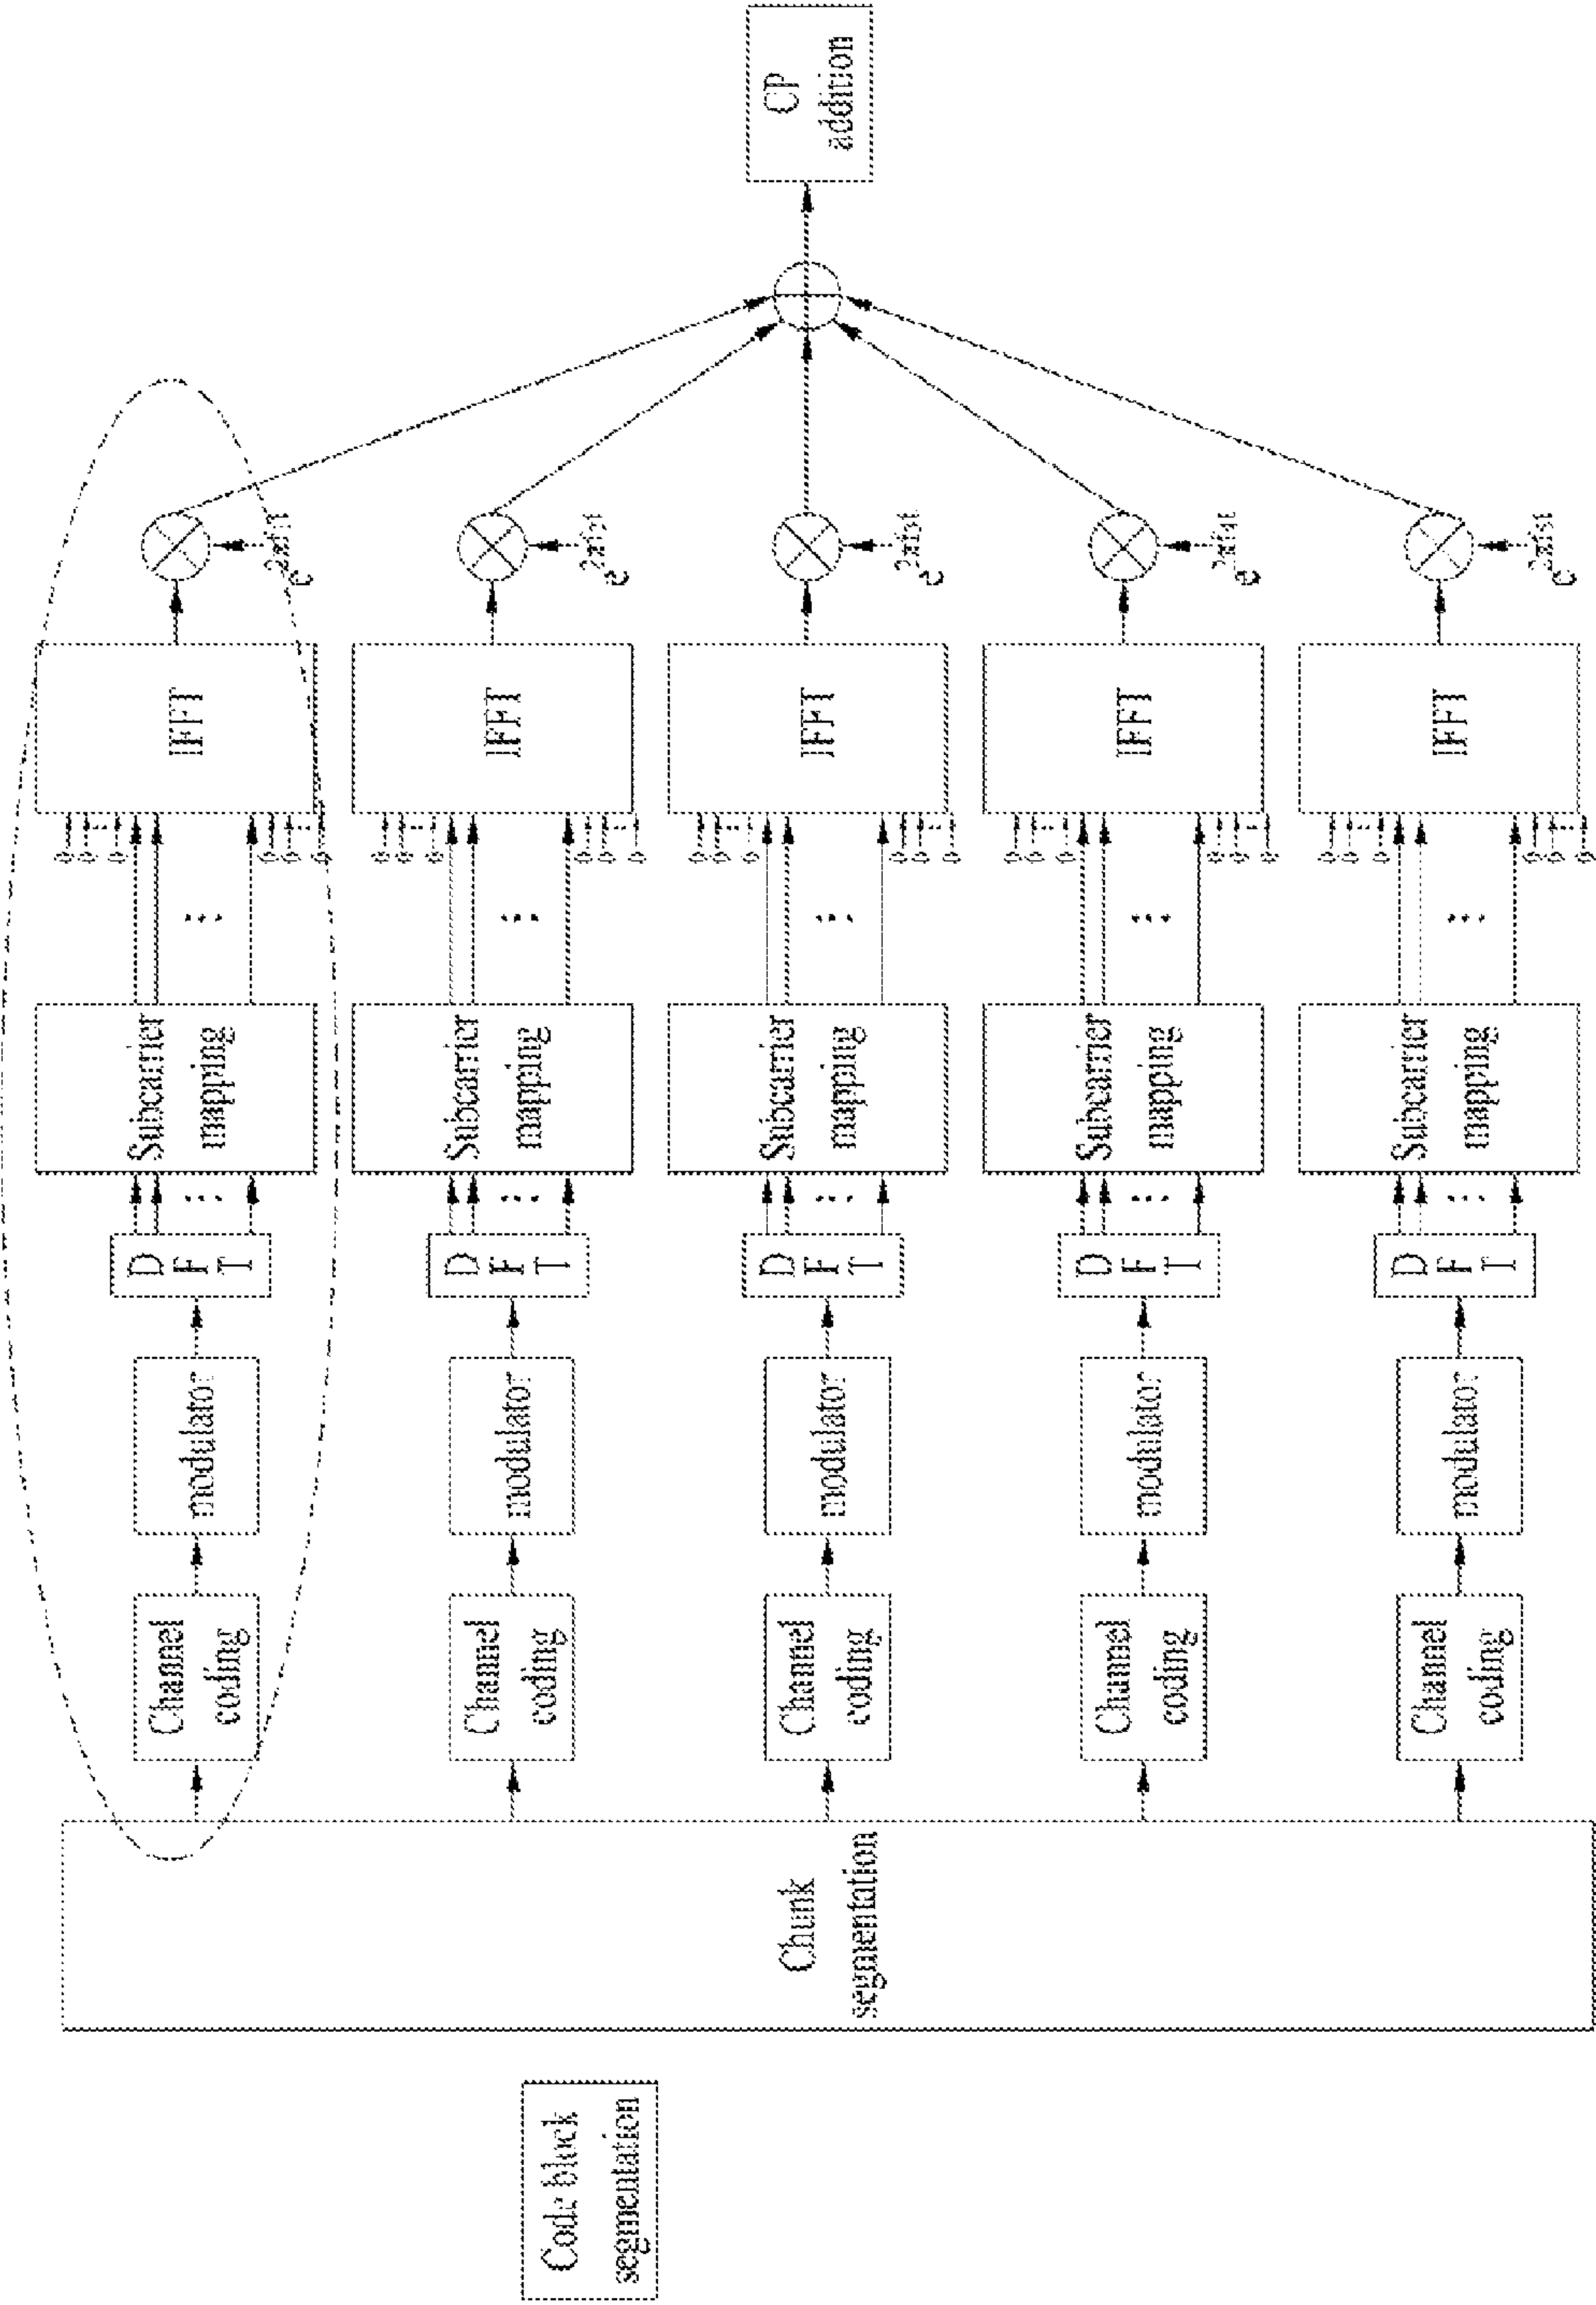 Code block
segmentation
Chunk
segmentation
Channel
coding
modulator
D
F
T
Subcarrier
mapping
IFFT
Channel
coding
modulator
D
F
T
Subcarrier
mapping
IFFT
Channel
coding
modulator
D
F
T
Subcarrier
mapping
IFFT
Channel
coding
modulator
D
F
T
Subcarrier
mapping
IFFT
Channel
coding
modulator
D
F
T
Subcarrier
mapping
IFFT
CP
addition